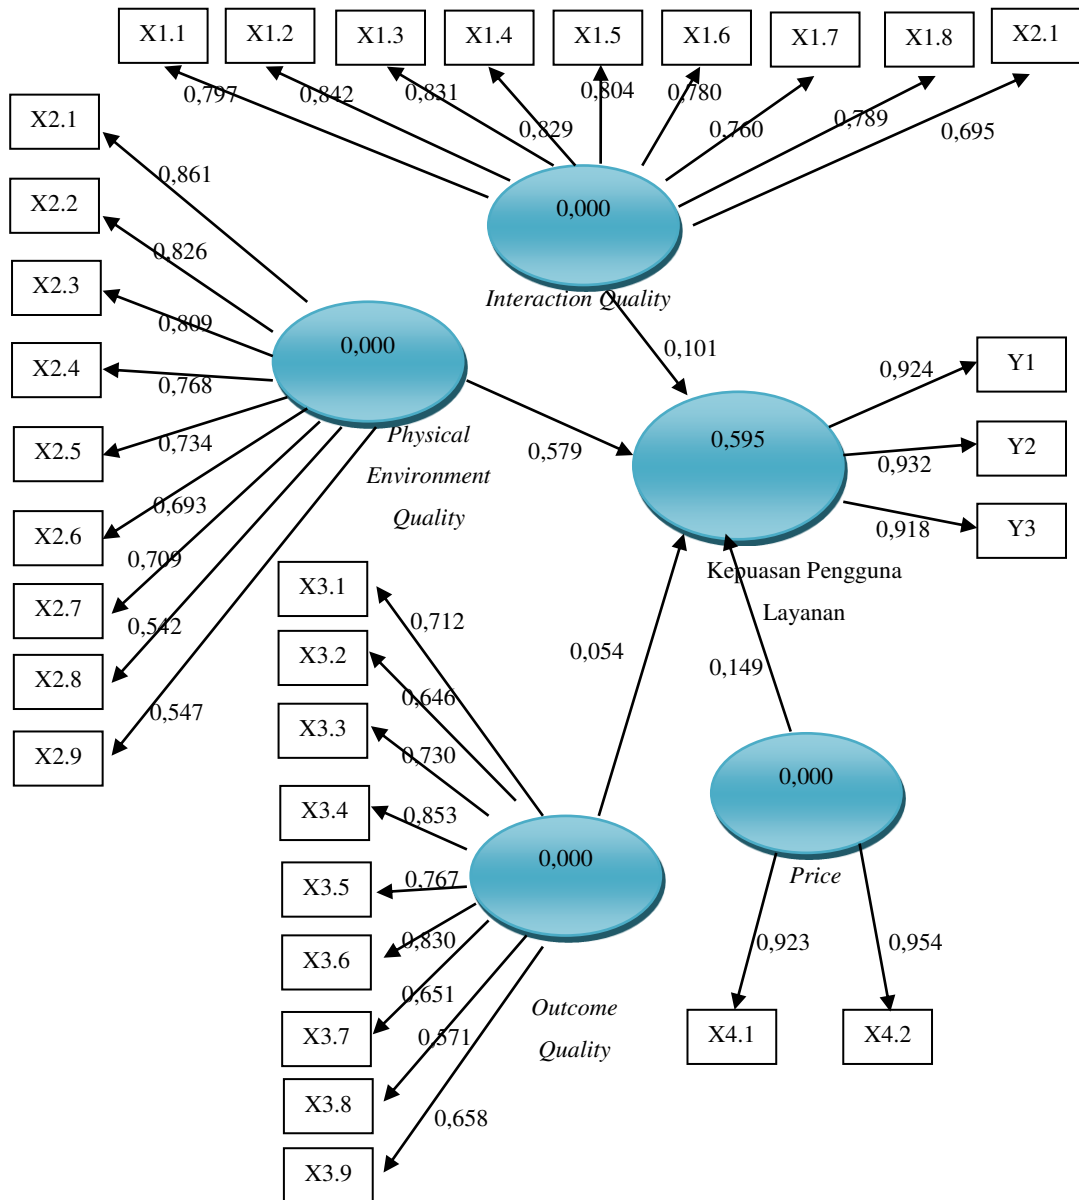 X1.1
X1.2
X1.3
X1.4
X1.5
X1.6
X1.7
X1.8
X2.1
0,797
0,842
0,831
0,829
0,804
0,780
0,760
0,789
0,695
0,000
Interaction Quality
X2.1
X2.2
X2.3
X2.4
X2.5
X2.6
X2.7
X2.8
X2.9
0,861
0,826
0,809
0,768
0,734
0,693
0,709
0,542
0,547
0,000
Physical
Environment
Quality
0,101
0,579
0,595
Kepuasan Pengguna
Layanan
0,924
0,932
0,918
Y1
Y2
Y3
0,054
0,149
X3.1
X3.2
X3.3
X3.4
X3.5
X3.6
X3.7
X3.8
X3.9
0,712
0,646
0,730
0,853
0,767
0,830
0,651
0,571
0,658
0,000
Outcome
Quality
0,000
Price
0,923
0,954
X4.1
X4.2